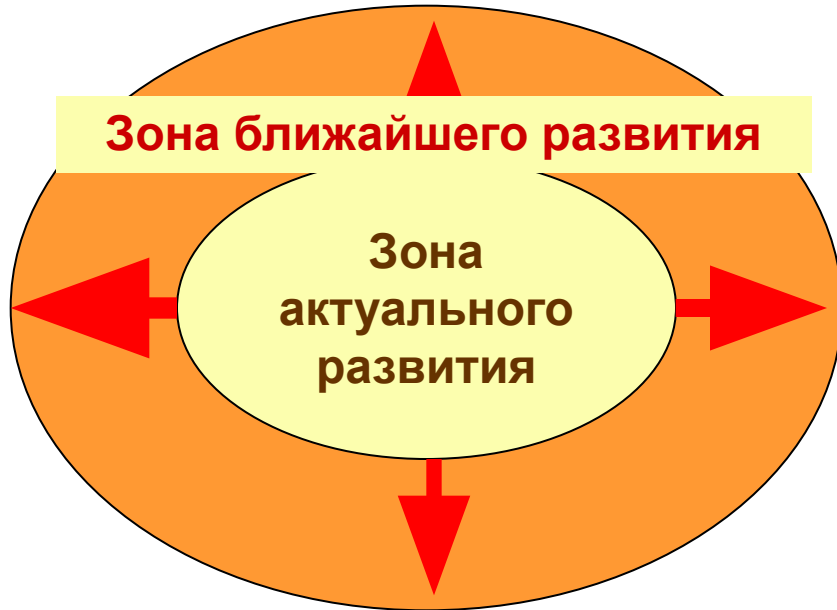 Зона ближайшего развития
Зона
актуального
развития